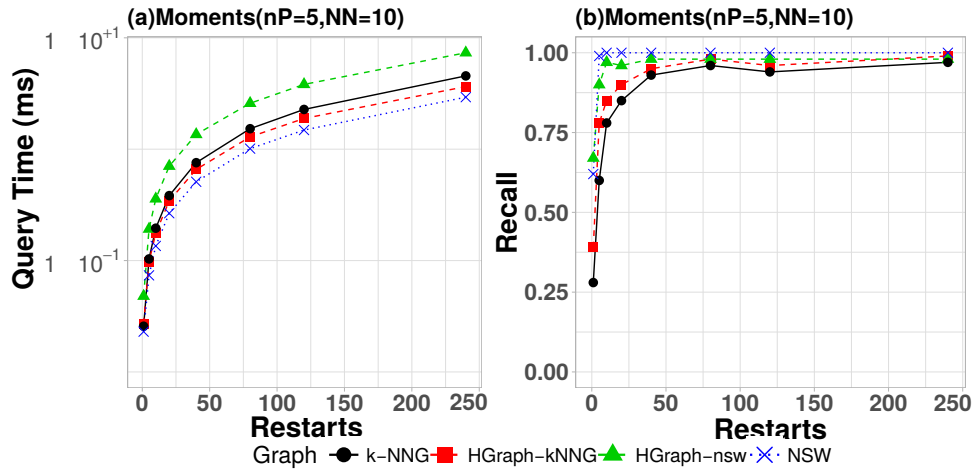 (a)Moments(nP=5,NN=10)
Query Time (ms)
1 10+1
1 10−1
0 50 100 150 200 250
Restarts
(b)Moments(nP=5,NN=10)
Recall
1.00
0.75
0.50
0.25
0.00
0 50 100 150 200 250
Restarts
Graph k−NNG HGraph−kNNG HGraph−nsw NSW